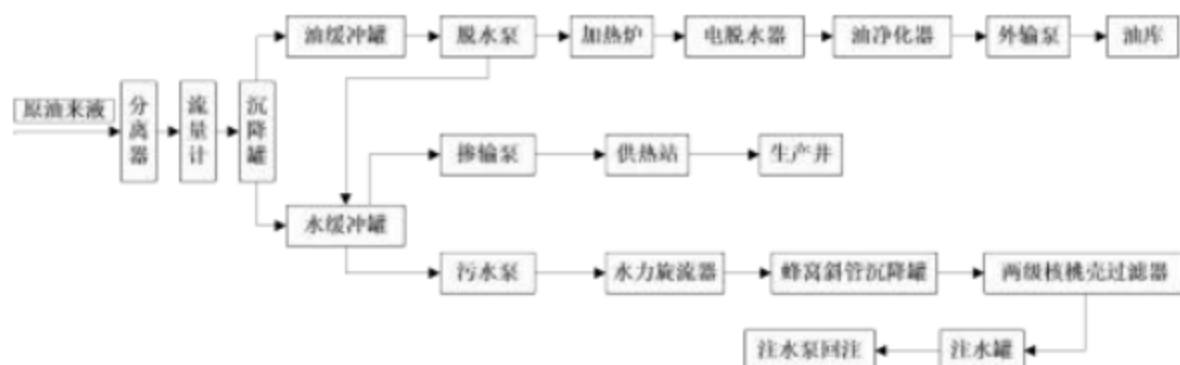 油缓冲罐
脱水泵
加热炉
电脱水器
油净化器
外输泵
油库
原油来液
分离器
流量计
沉降罐
掺输泵
供热站
生产井
水缓冲罐
污水泵
水力旋流器
蜂窝斜管沉降罐
两级核桃壳过滤器
注水泵回注
注水罐